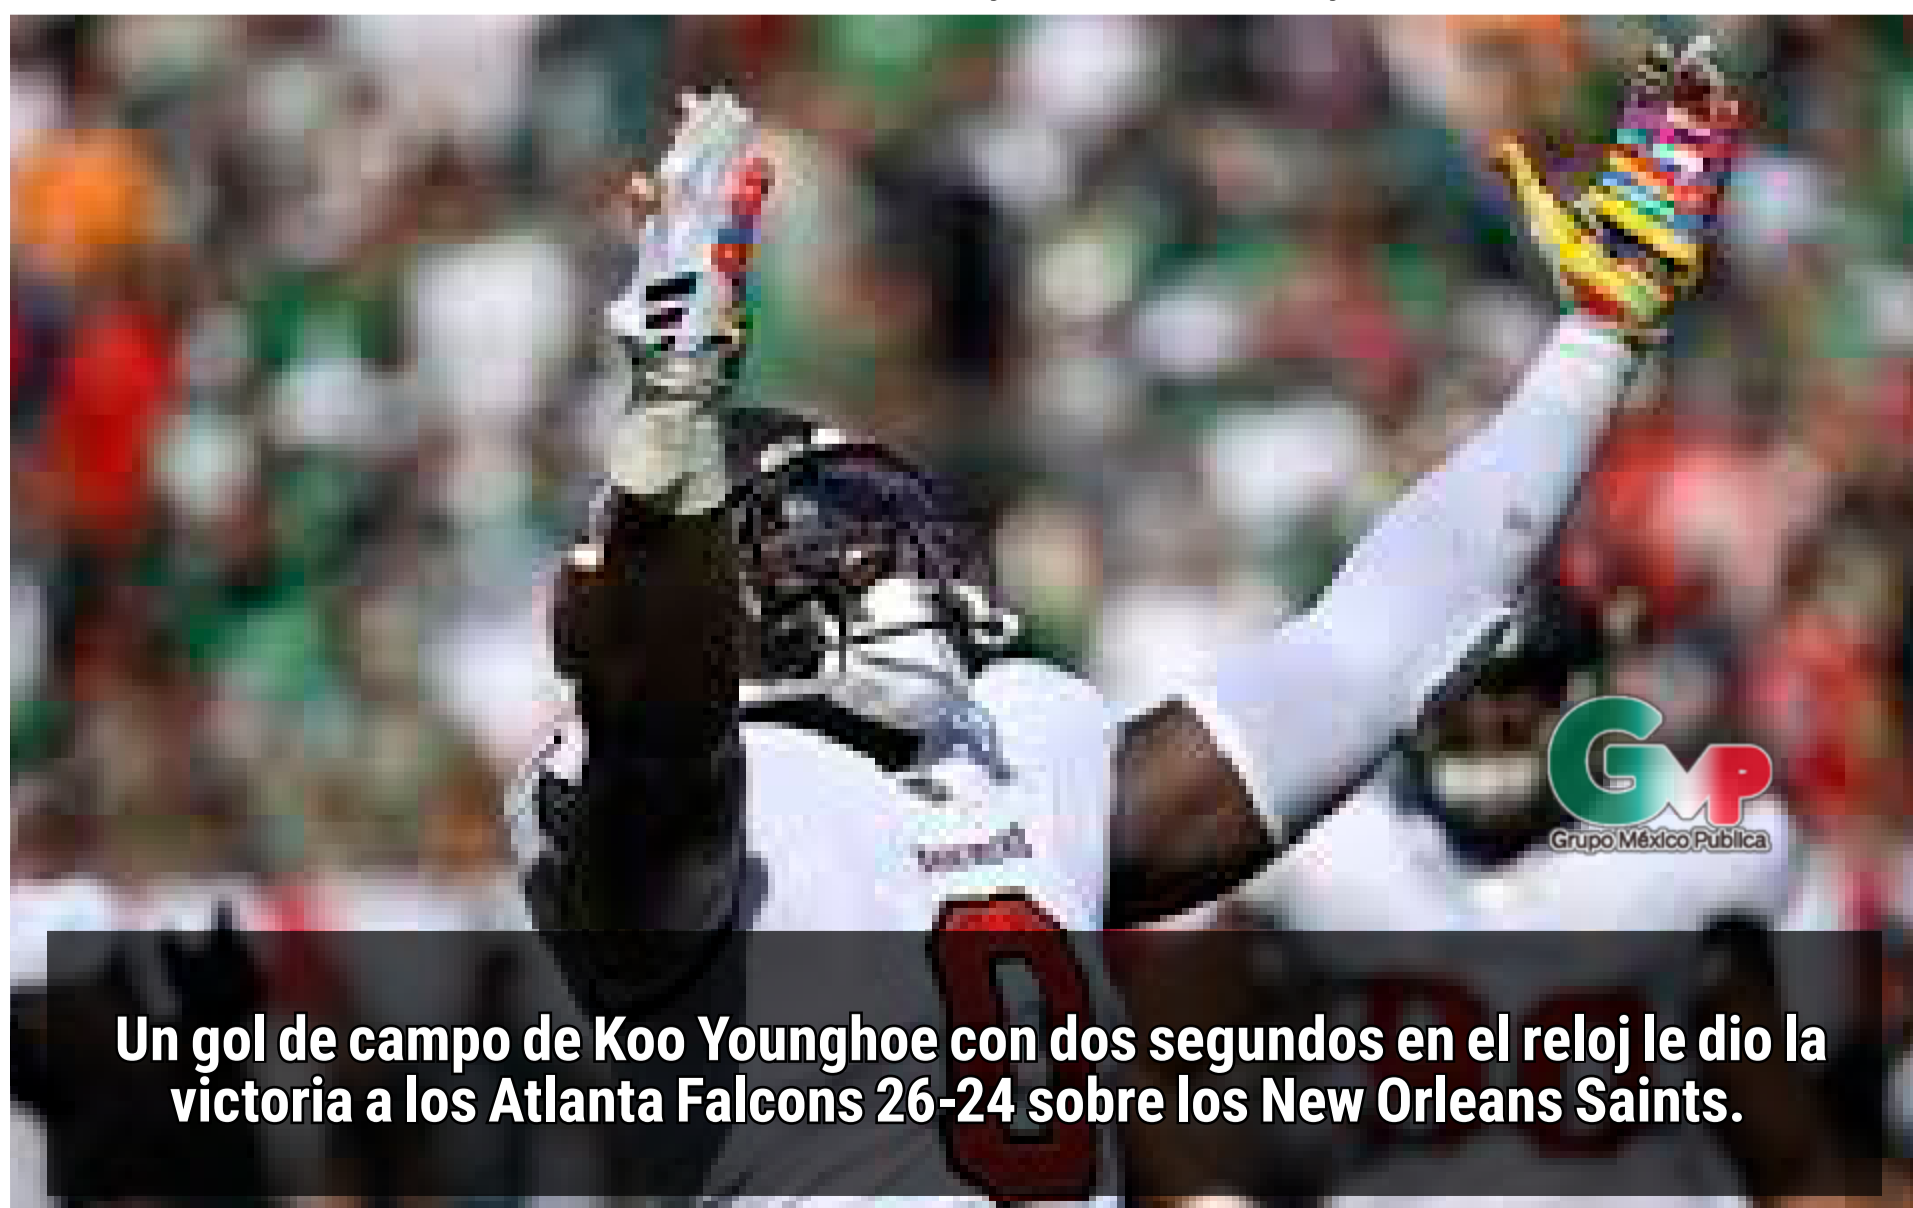 GMP
Grupo México Pública
Un gol de campo de Koo Younghoe con dos segundos en el reloj le dio la
victoria a los Atlanta Falcons 26-24 sobre los New Orleans Saints.